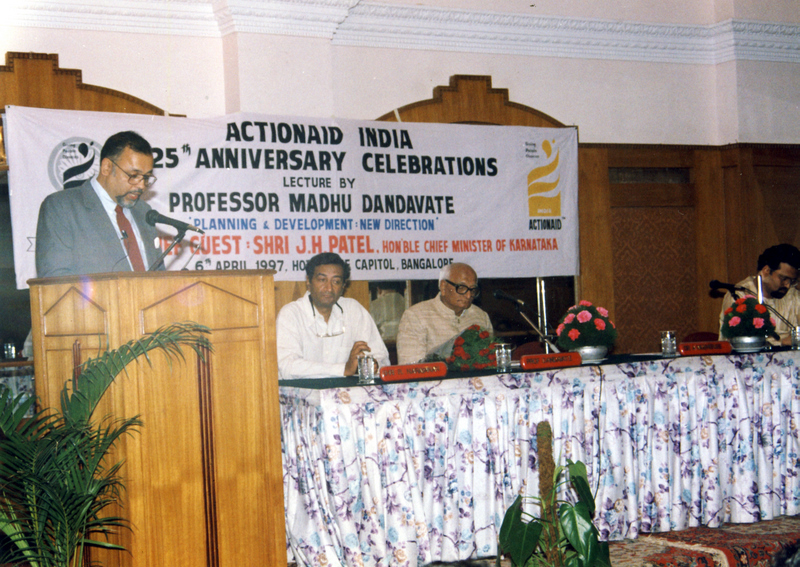 ACTIONAID INDIA
25th ANNIVERSARY CELEBRATIONS
LECTURE BY
PROFESSOR MADHU DANDAVATE
'PLANNING & DEVELOPMENT: NEW DIRECTION'
GUEST: SHRI J.H. PATEL, HON'BLE CHIEF MINISTER OF KARNATAKA
6th APRIL 1997, CAPITOL, BANGALORE
ACTIONAID